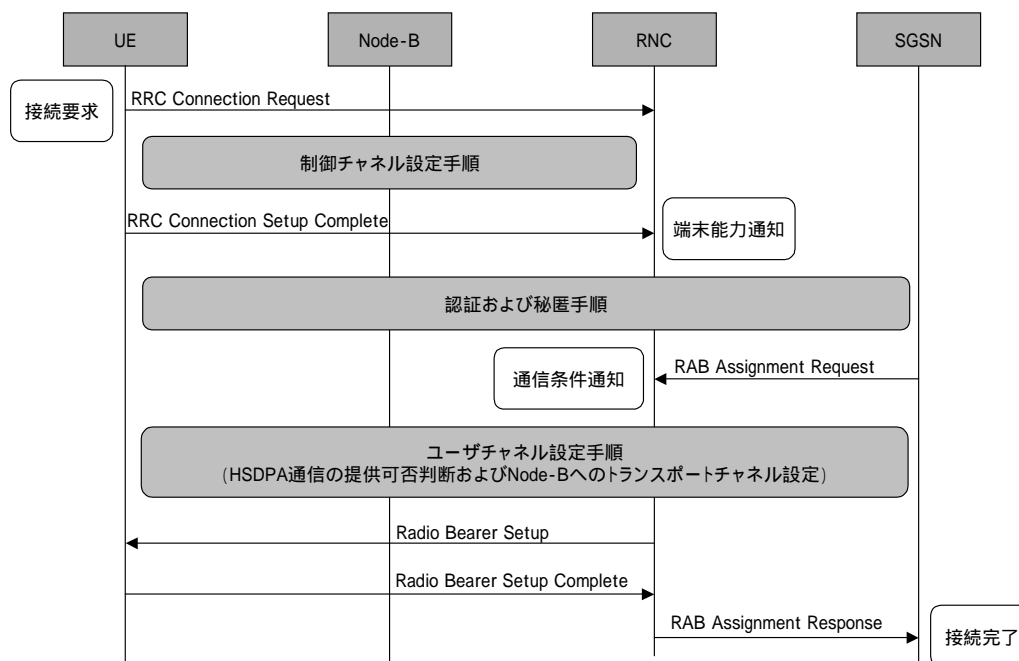 UE
Node-B
RNC
SGSN
接続要求
RRC Connection Request
制御チャネル設定手順
RRC Connection Setup Complete
端末能力通知
認証および秘匿手順
通信条件通知
RAB Assignment Request
ユーザチャネル設定手順
(HSDPA通信の提供可否判断およびNode-Bへのトランスポートチャネル設定)
Radio Bearer Setup
Radio Bearer Setup Complete
RAB Assignment Response
接続完了